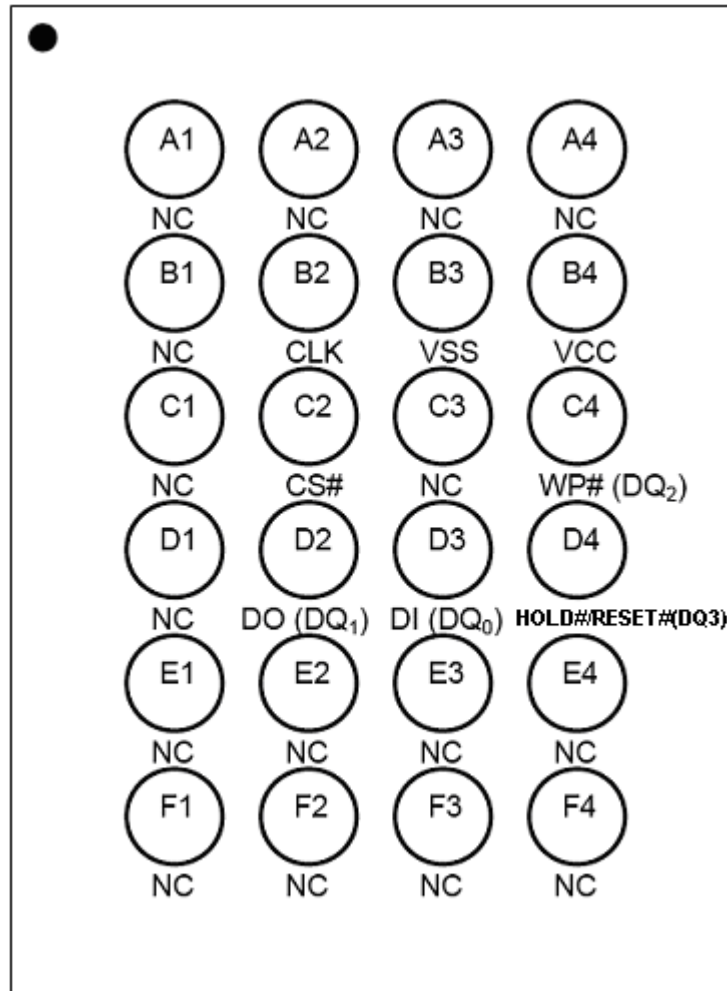 A1 A2 A3 A4
NC NC NC NC
B1 B2 B3 B4
NC CLK VSS VCC
C1 C2 C3 C4
NC CS# NC WP# (DQ₂)
D1 D2 D3 D4
NC DO (DQ₁) DI (DQ₀) HOLD#/RESET#(DQ3)
E1 E2 E3 E4
NC NC NC NC
F1 F2 F3 F4
NC NC NC NC